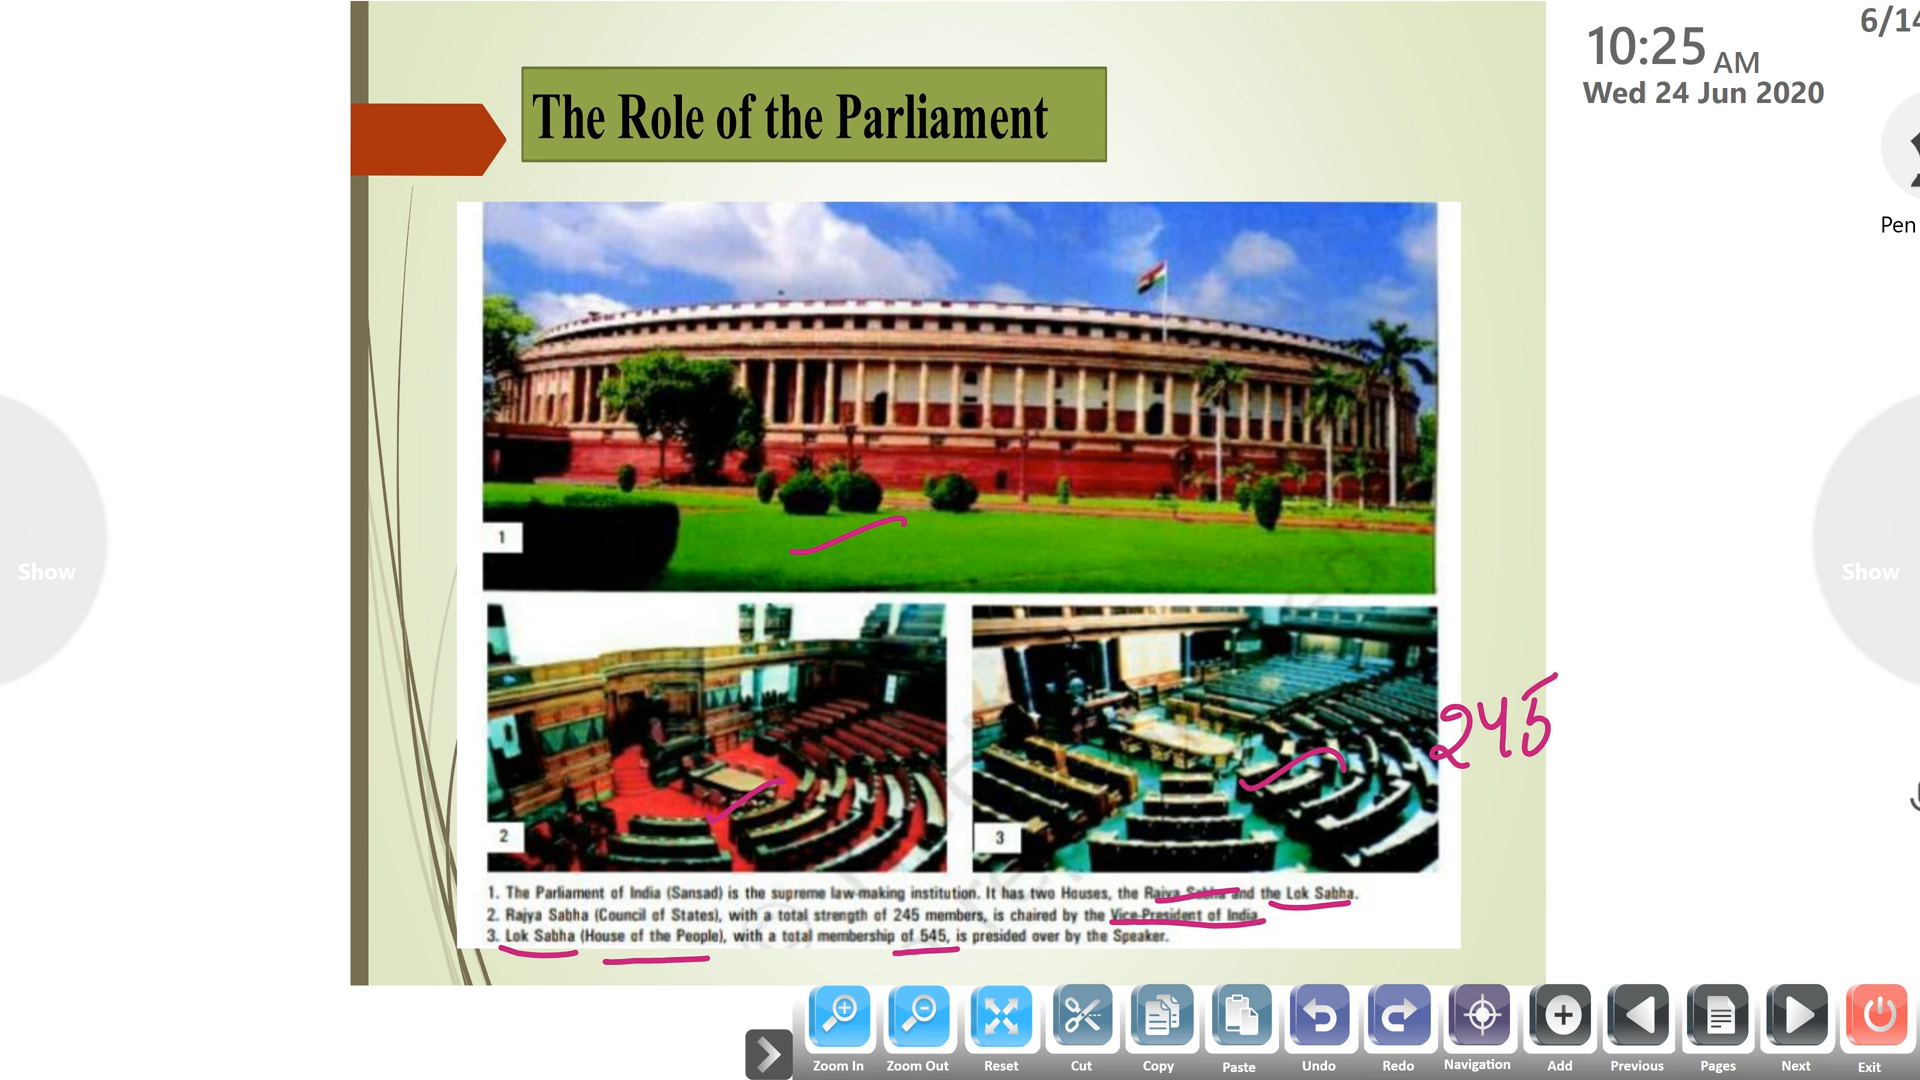 The Role of the Parliament
10:25 AM
Wed 24 Jun 2020
6/14
Pen
Show
Show
1
2
3
245
1. The Parliament of India (Sansad) is the supreme law-making institution. It has two Houses, the Rajya Sabha and the Lok Sabha.
2. Rajya Sabha (Council of States), with a total strength of 245 members, is chaired by the Vice-President of India.
3. Lok Sabha (House of the People), with a total membership of 545, is presided over by the Speaker.
Zoom In Zoom Out Reset Cut Copy Paste Undo Redo Navigation Add Previous Pages Next Exit